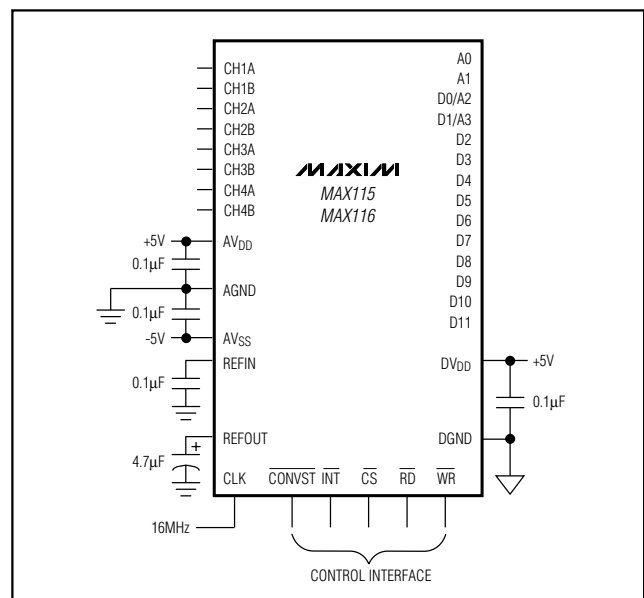 CH1A
CH1B
CH2A
CH2B
CH3A
CH3B
CH4A
CH4B
+5V
AVDD
0.1µF
AGND
0.1µF
-5V
AVSS
REFIN
0.1µF
REFOUT
+
4.7µF
CLK
16MHz
MAXIM
MAX115
MAX116
A0
A1
D0/A2
D1/A3
D2
D3
D4
D5
D6
D7
D8
D9
D10
D11
DVDD
+5V
0.1µF
DGND
CONVST INT CS RD WR
CONTROL INTERFACE